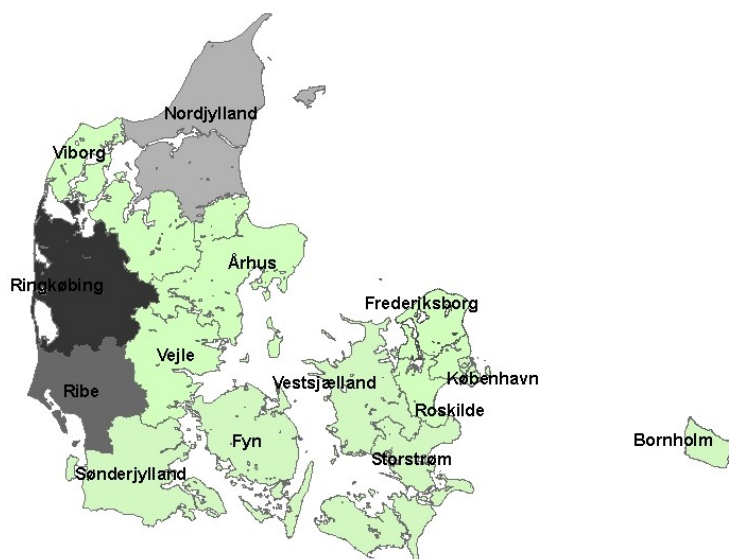 Nordjylland
Viborg
Århus
Ringkøbing
Frederiksborg
Vejle
Vestsjælland
København
Ribe
Roskilde
Fyn
Bornholm
Storstrøm
Sønderjylland